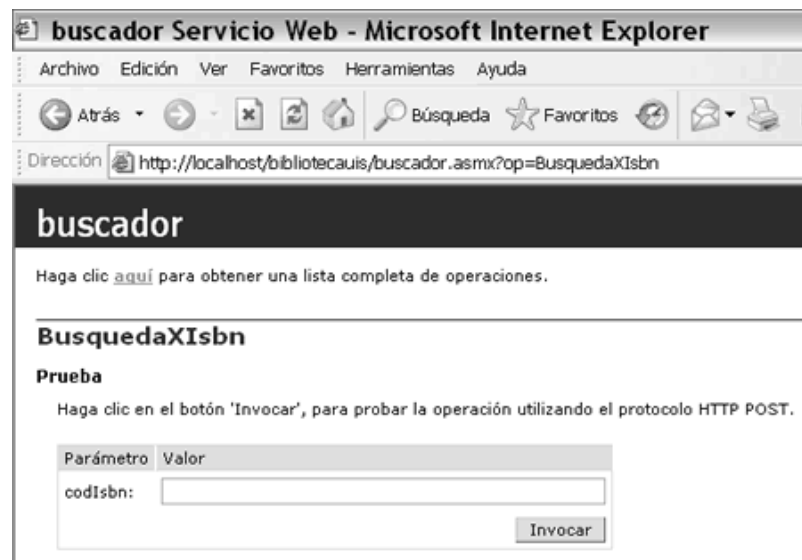 buscador Servicio Web - Microsoft Internet Explorer
Archivo Edición Ver Favoritos Herramientas Ayuda
Atrás Búsqueda Favoritos
Dirección http://localhost/bibliotecauis/buscador.asmx?op=BusquedaXIsbn
buscador
Haga clic aquí para obtener una lista completa de operaciones.
BusquedaXIsbn
Prueba
Haga clic en el botón 'Invocar', para probar la operación utilizando el protocolo HTTP POST.
Parámetro Valor
codIsbn:
Invocar